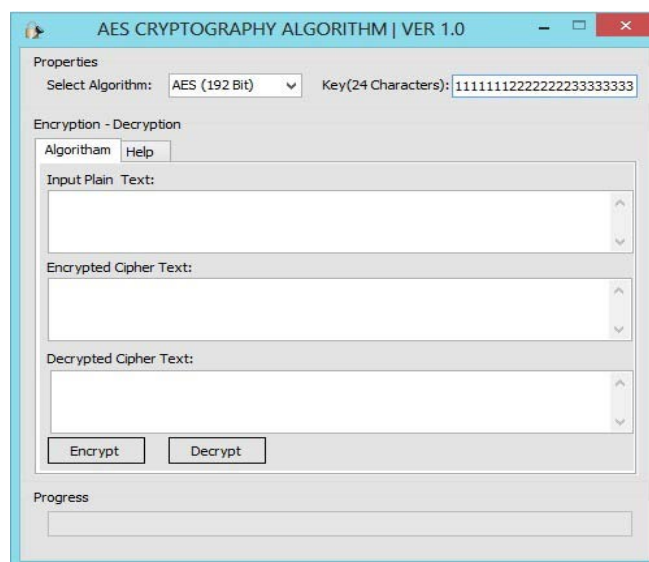 AES CRYPTOGRAPHY ALGORITHM | VER 1.0
Properties
Select Algorithm: AES (192 Bit) Key(24 Characters): 11111112222222233333333
Encryption - Decryption
Algoritham Help
Input Plain Text:
Encrypted Cipher Text:
Decrypted Cipher Text:
Encrypt Decrypt
Progress